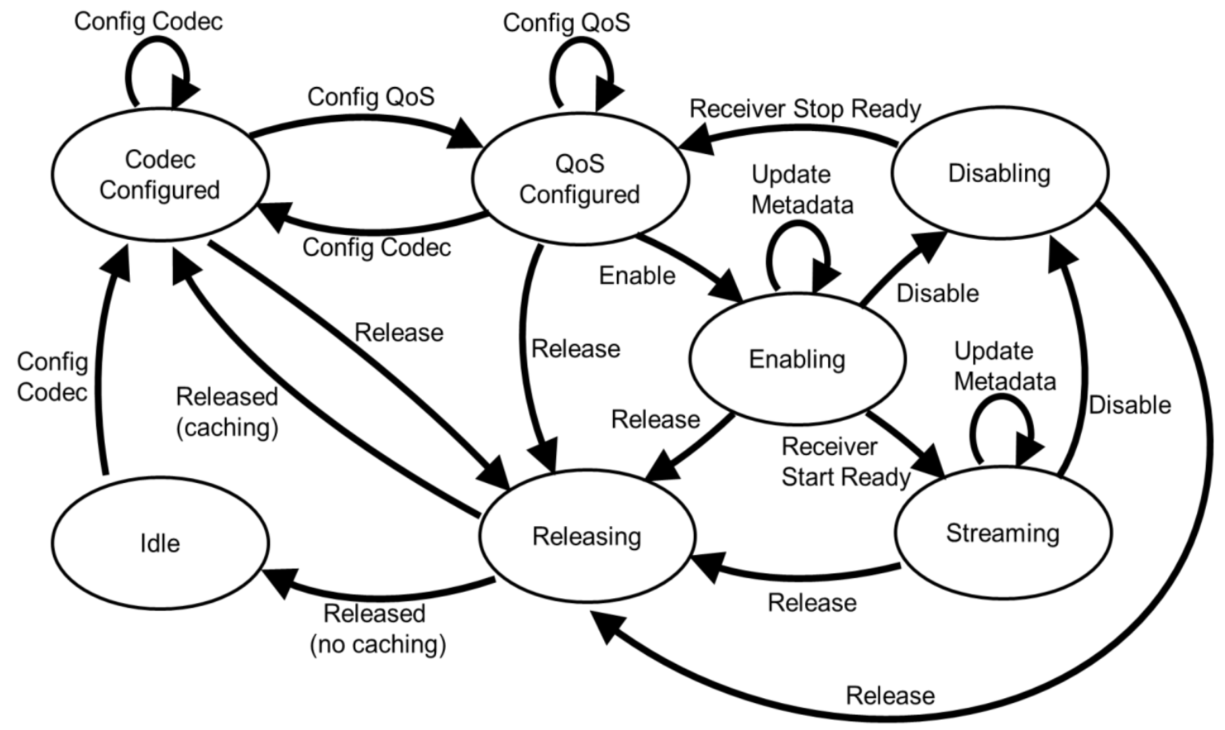 Config Codec
Config QoS
Config QoS
Receiver Stop Ready
Codec
Configured
QoS
Configured
Disabling
Update
Metadata
Config Codec
Enable
Disable
Release
Release
Enabling
Update
Metadata
Config
Codec
Released
(caching)
Release
Disable
Receiver
Start Ready
Idle
Releasing
Streaming
Released
(no caching)
Release
Release